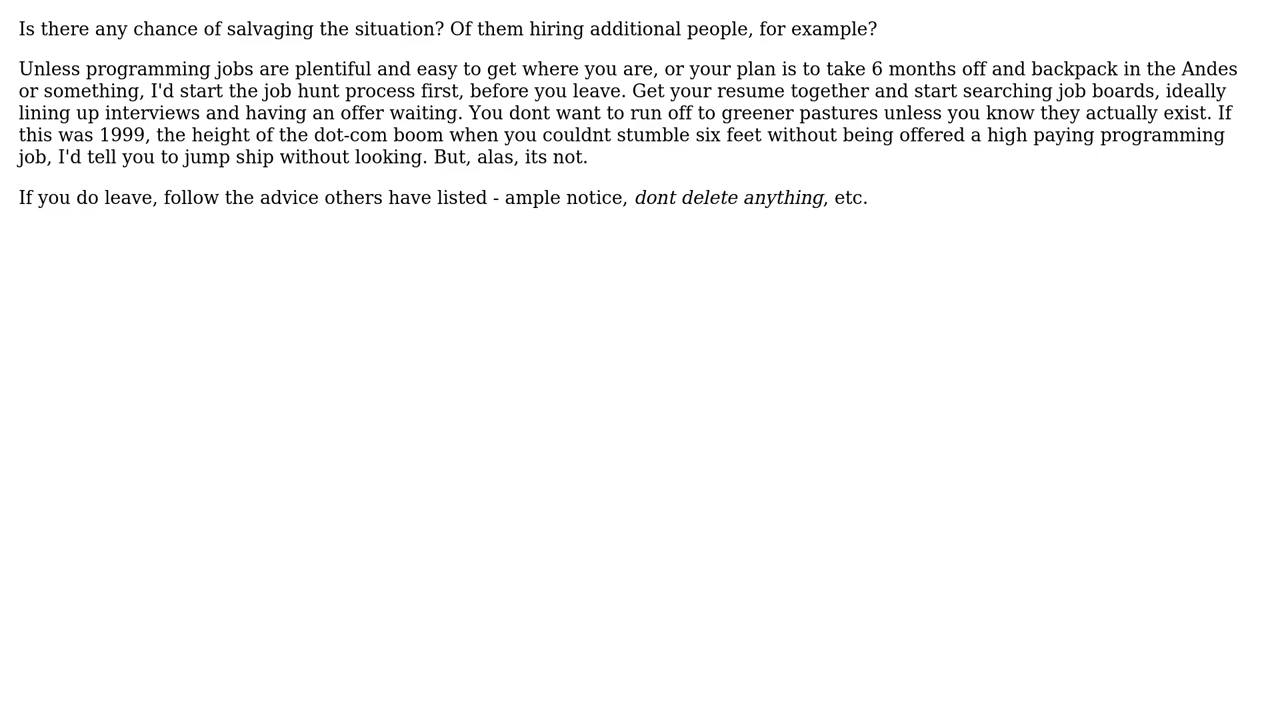 Is there any chance of salvaging the situation? Of them hiring additional people, for example?
Unless programming jobs are plentiful and easy to get where you are, or your plan is to take 6 months off and backpack in the Andes
or something, I'd start the job hunt process first, before you leave. Get your resume together and start searching job boards, ideally
lining up interviews and having an offer waiting. You dont want to run off to greener pastures unless you know they actually exist. If
this was 1999, the height of the dot-com boom when you couldnt stumble six feet without being offered a high paying programming
job, I'd tell you to jump ship without looking. But, alas, its not.
If you do leave, follow the advice others have listed - ample notice, dont delete anything, etc.